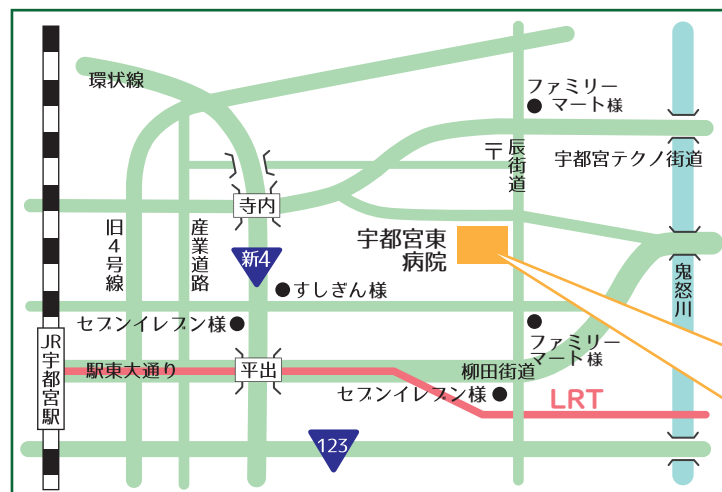 環状線
ファミリー
マート様
〒
辰街道
宇都宮テクノ街道
寺内
旧4号線
産業道路
新4
宇都宮東
病院
鬼怒川
すしぎん様
セブンイレブン様
ファミリー
マート様
JR宇都宮駅
駅東大通り
平出
柳田街道
セブンイレブン様
LRT
123